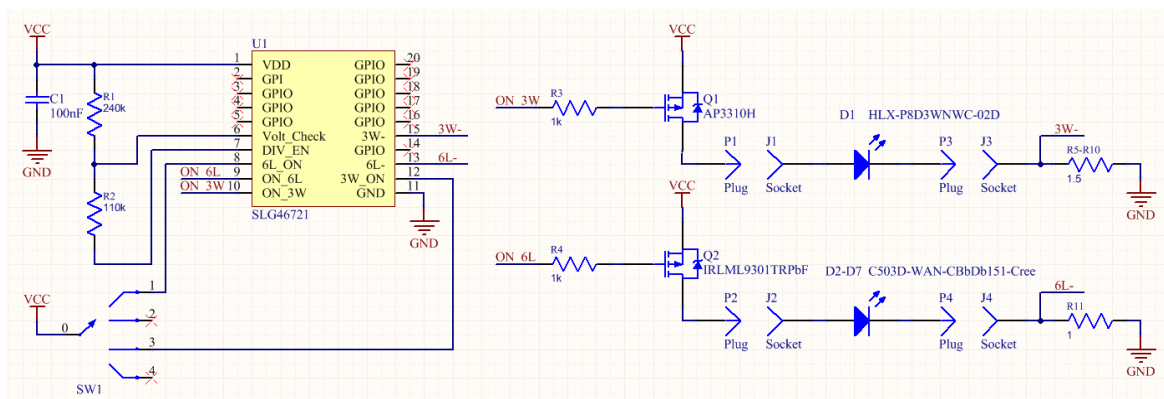 VCC
U1
1 VDD GPIO 20
2 GPI GPIO 19
3 GPIO GPIO 18
4 GPIO GPIO 17
5 GPIO GPIO 16
6 Volt_Check 3W- 15 3W-
7 DIV_EN GPIO 14
8 6L_ON 6L- 13 6L-
ON_6L 9 ON_6L 3W_ON 12
ON_3W 10 ON_3W GND 11
SLG46721
GND
C1
100nF
R1
240k
GND
R2
110k
VCC
0
1
2
3
4
SW1
VCC
ON_3W
R3
1k
Q1
AP3310H
P1
Plug
J1
Socket
D1 HLX-P8D3WNWC-02D
P3
Plug
J3
Socket
3W-
R5-R10
1.5
GND
VCC
ON_6L
R4
1k
Q2
IRLML9301TRPbF
P2
Plug
J2
Socket
D2-D7 C503D-WAN-CBbDb151-Cree
P4
Plug
J4
Socket
6L-
R11
1
GND